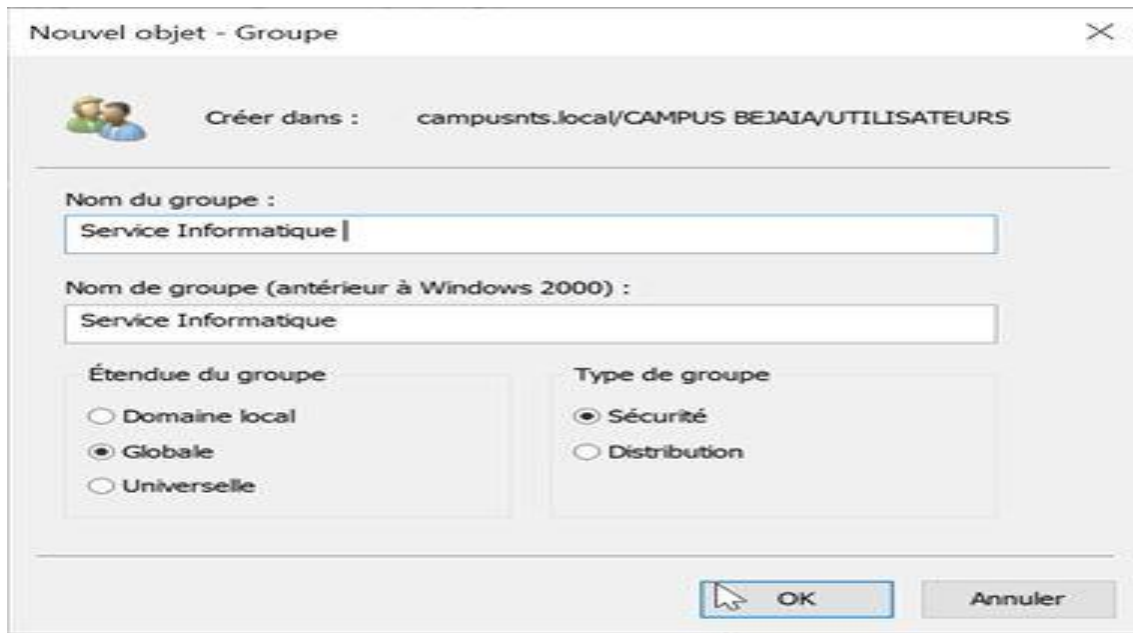 Nouvel objet - Groupe
Créer dans : campusnts.local/CAMPUS BEJAIA/UTILISATEURS
Nom du groupe :
Service Informatique
Nom de groupe (antérieur à Windows 2000) :
Service Informatique
Étendue du groupe
Domaine local
Globale
Universelle
Type de groupe
Sécurité
Distribution
OK
Annuler